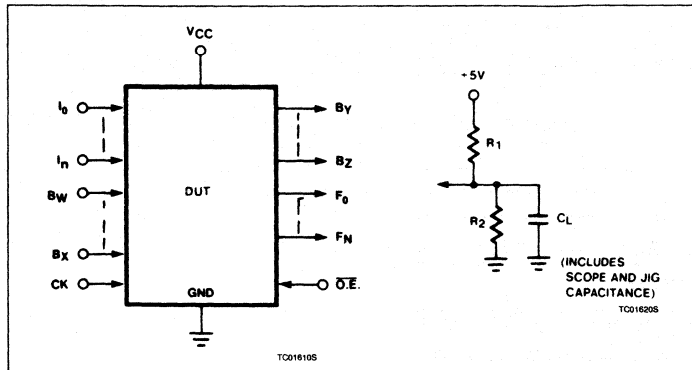 VCC
I0
In
BW
BX
CK
DUT
GND
BY
BZ
F0
FN
O.E.
TC01610S
+5V
R1
R2
CL
(INCLUDES
SCOPE AND JIG
CAPACITANCE)
TC01620S